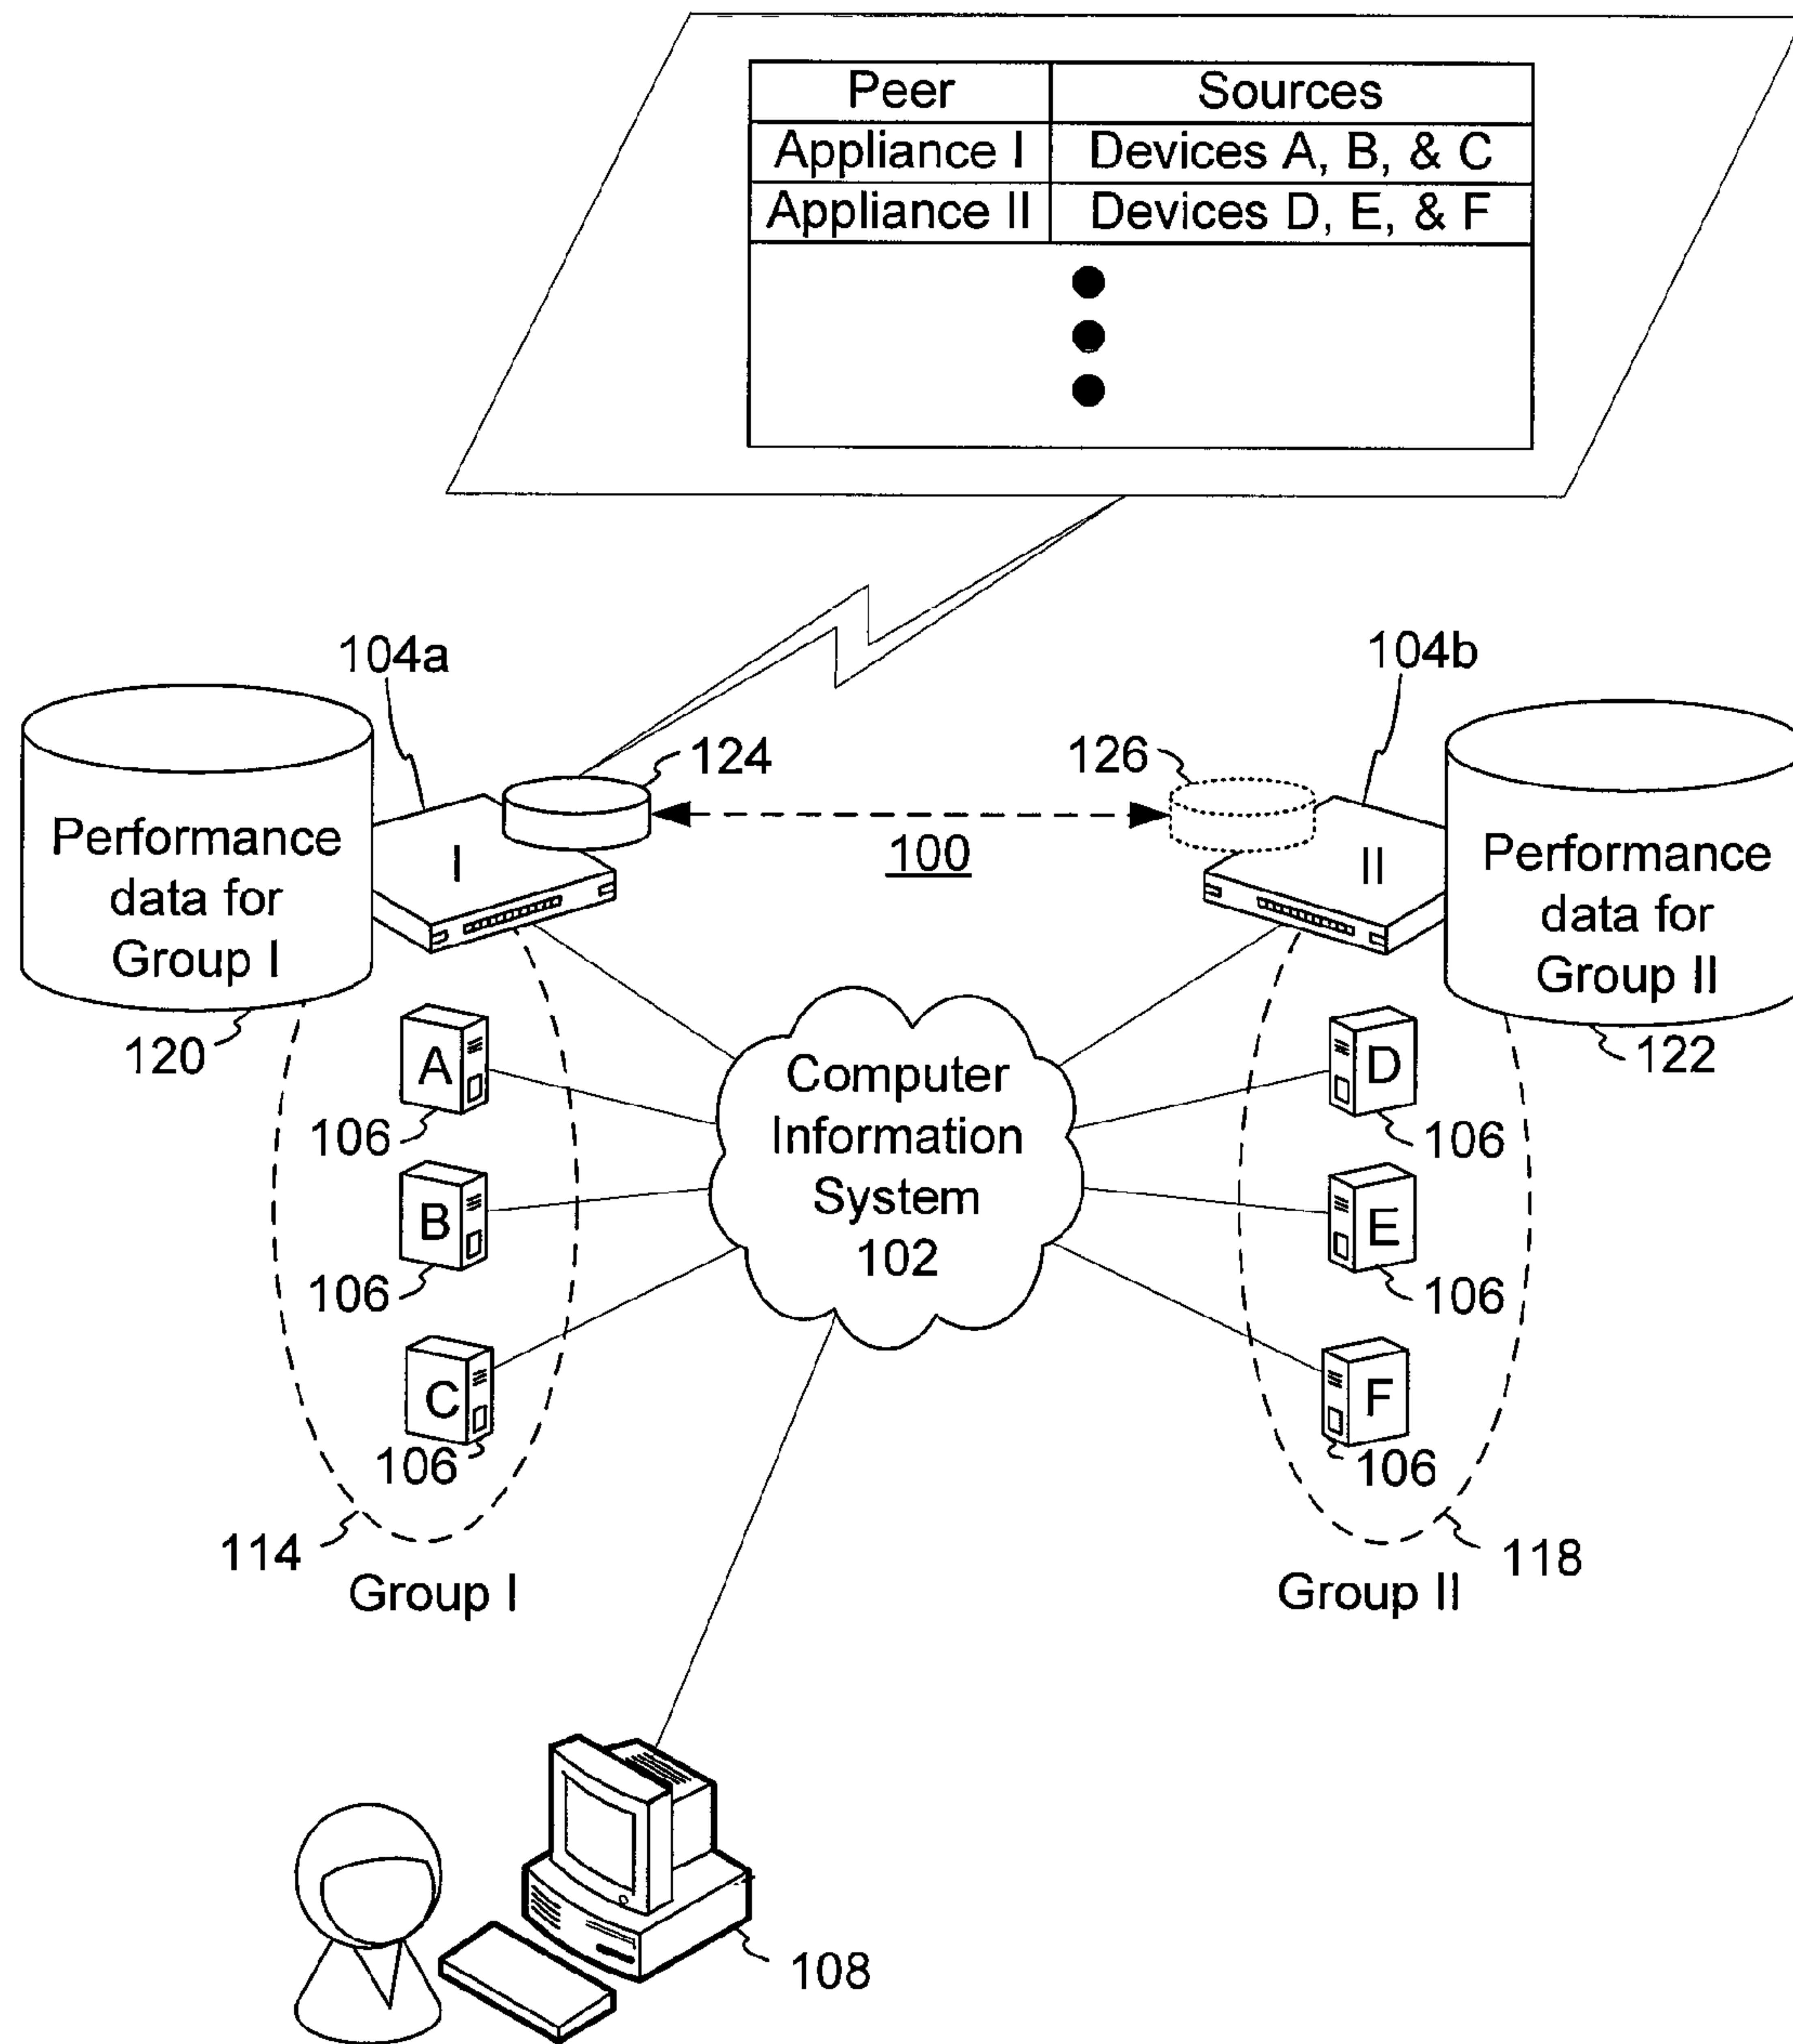 Peer Sources
Appliance I Devices A, B, & C
Appliance II Devices D, E, & F
104a
104b
124
126
100
Performance
data for
Group I
I
II
Performance
data for
Group II
120
122
A
106
B
106
C
106
Computer
Information
System
102
D
106
E
106
F
106
114
Group I
118
Group II
108